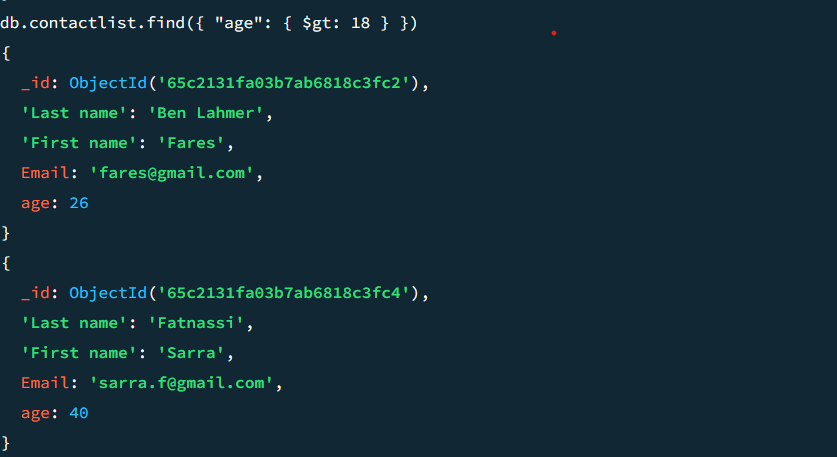 db.contactlist.find({ "age": { $gt: 18 } })
{
  _id: ObjectId('65c2131fa03b7ab6818c3fc2'),
  'Last name': 'Ben Lahmer',
  'First name': 'Fares',
  Email: 'fares@gmail.com',
  age: 26
}
{
  _id: ObjectId('65c2131fa03b7ab6818c3fc4'),
  'Last name': 'Fatnassi',
  'First name': 'Sarra',
  Email: 'sarra.f@gmail.com',
  age: 40
}